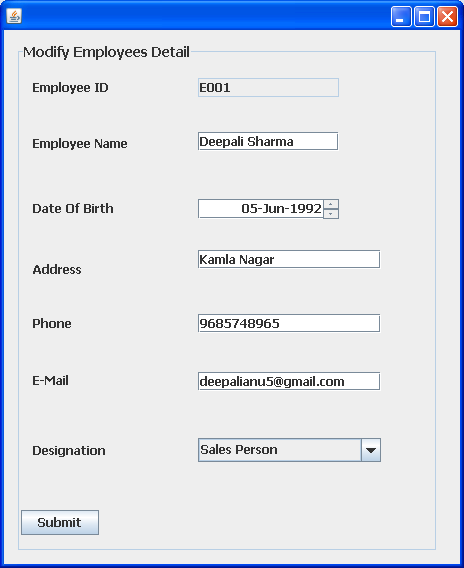 Modify Employees Detail
Employee ID E001
Employee Name Deepali Sharma
Date Of Birth 05-Jun-1992
Address Kamla Nagar
Phone 9685748965
E-Mail deepalianu5@gmail.com
Designation Sales Person
Submit